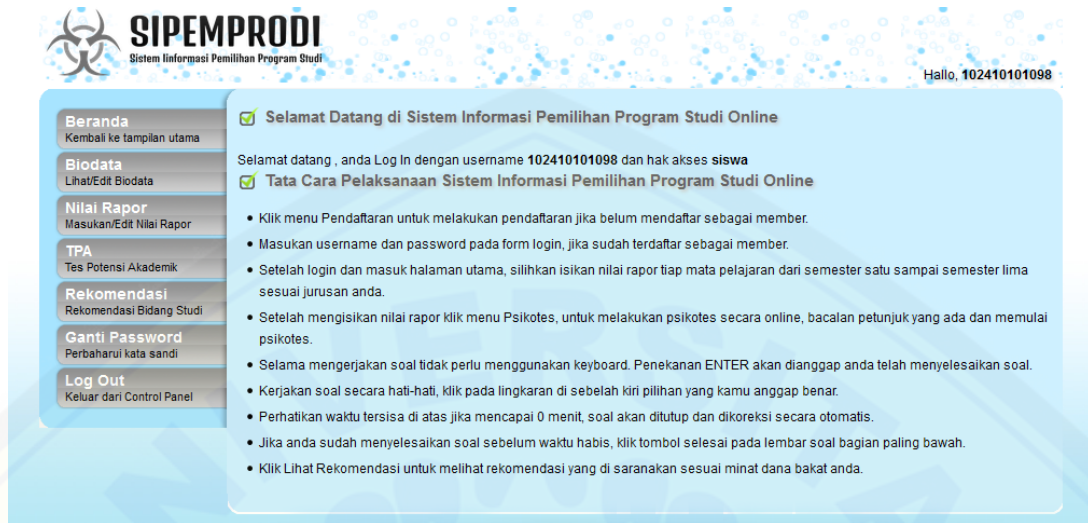 SIPEMPRODI
Sistem Iinformasi Pemilihan Program Studi
Hallo, 102410101098
Beranda
Kembali ke tampilan utama
Biodata
Lihat/Edit Biodata
Nilai Rapor
Masukan/Edit Nilai Rapor
TPA
Tes Potensi Akademik
Rekomendasi
Rekomendasi Bidang Studi
Ganti Password
Perbaharui kata sandi
Log Out
Keluar dari Control Panel
Selamat Datang di Sistem Informasi Pemilihan Program Studi Online
Selamat datang , anda Log In dengan username 102410101098 dan hak akses siswa
Tata Cara Pelaksanaan Sistem Informasi Pemilihan Program Studi Online
• Klik menu Pendaftaran untuk melakukan pendaftaran jika belum mendaftar sebagai member.
• Masukan username dan password pada form login, jika sudah terdaftar sebagai member.
• Setelah login dan masuk halaman utama, silihkan isikan nilai rapor tiap mata pelajaran dari semester satu sampai semester lima
sesuai jurusan anda.
• Setelah mengisikan nilai rapor klik menu Psikotes, untuk melakukan psikotes secara online, bacalan petunjuk yang ada dan memulai
psikotes.
• Selama mengerjakan soal tidak perlu menggunakan keyboard. Penekanan ENTER akan dianggap anda telah menyelesaikan soal.
• Kerjakan soal secara hati-hati, klik pada lingkaran di sebelah kiri pilihan yang kamu anggap benar.
• Perhatikan waktu tersisa di atas jika mencapai 0 menit, soal akan ditutup dan dikoreksi secara otomatis.
• Jika anda sudah menyelesaikan soal sebelum waktu habis, klik tombol selesai pada lembar soal bagian paling bawah.
• Klik Lihat Rekomendasi untuk melihat rekomendasi yang di saranakan sesuai minat dana bakat anda.